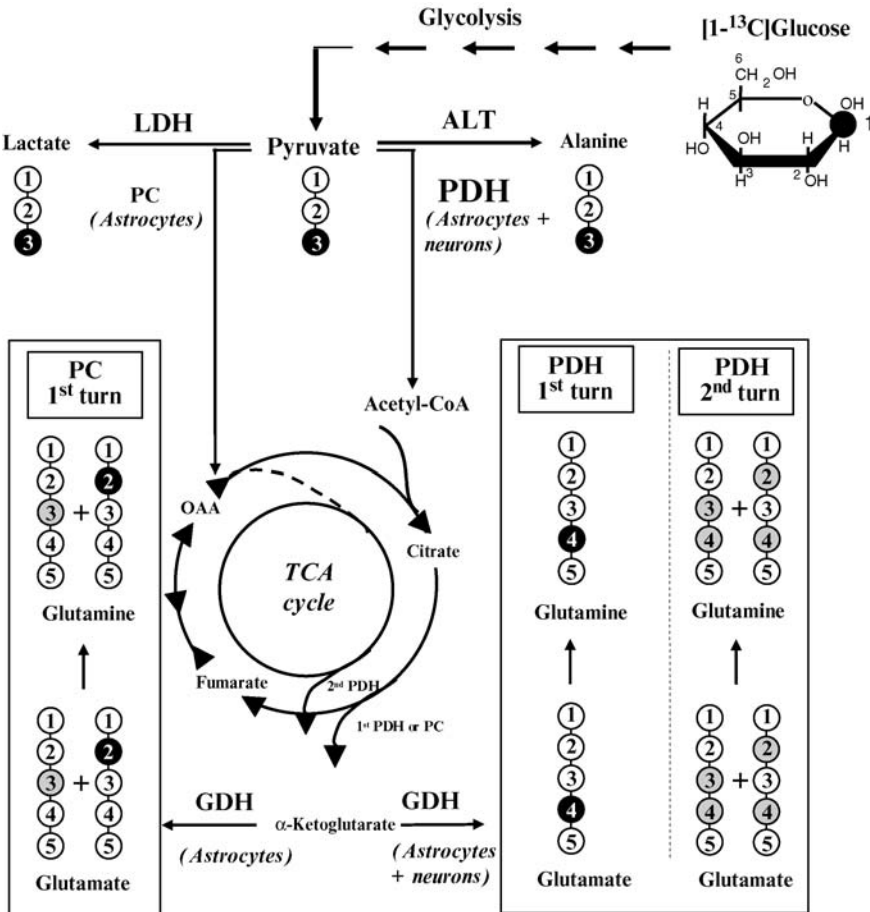 Glycolysis
[1-¹³C]Glucose
6
CH₂OH
5
O
H
4
HO
OH
H
3
H
2
OH
OH
1
H
LDH
ALT
Lactate
Pyruvate
Alanine
1
2
3
PC
(Astrocytes)
1
2
3
PDH
(Astrocytes +
neurons)
1
2
3
PC
1st turn
1 1
2 2
3 + 3
4 4
5 5
Glutamine
1 1
2 2
3 + 3
4 4
5 5
Glutamate
Acetyl-CoA
OAA
Citrate
TCA
cycle
Fumarate
2nd PDH
1st PDH or PC
GDH
α-Ketoglutarate
GDH
(Astrocytes)
(Astrocytes
+ neurons)
PDH
1st turn
1
2
3
4
5
Glutamine
1
2
3
4
5
Glutamate
PDH
2nd turn
1 1
2 2
3 + 3
4 4
5 5
Glutamine
1 1
2 2
3 + 3
4 4
5 5
Glutamate